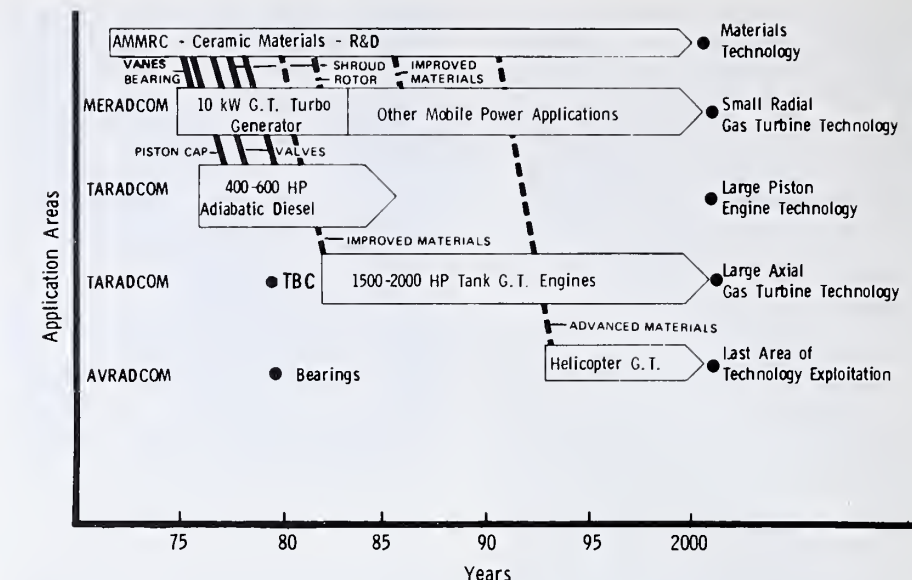 AMMRC - Ceramic Materials - R&D
Materials
Technology
VANES
BEARING
SHROUD
ROTOR
IMPROVED
MATERIALS
MERADCOM
10 kW G.T. Turbo
Generator
Other Mobile Power Applications
Small Radial
Gas Turbine Technology
PISTON CAP
VALVES
TARADCOM
400-600 HP
Adiabatic Diesel
Large Piston
Engine Technology
IMPROVED MATERIALS
TARADCOM
TBC
1500-2000 HP Tank G.T. Engines
Large Axial
Gas Turbine Technology
ADVANCED MATERIALS
AVRADCOM
Bearings
Helicopter G.T.
Last Area of
Technology Exploitation
Application Areas
75 80 85 90 95 2000
Years